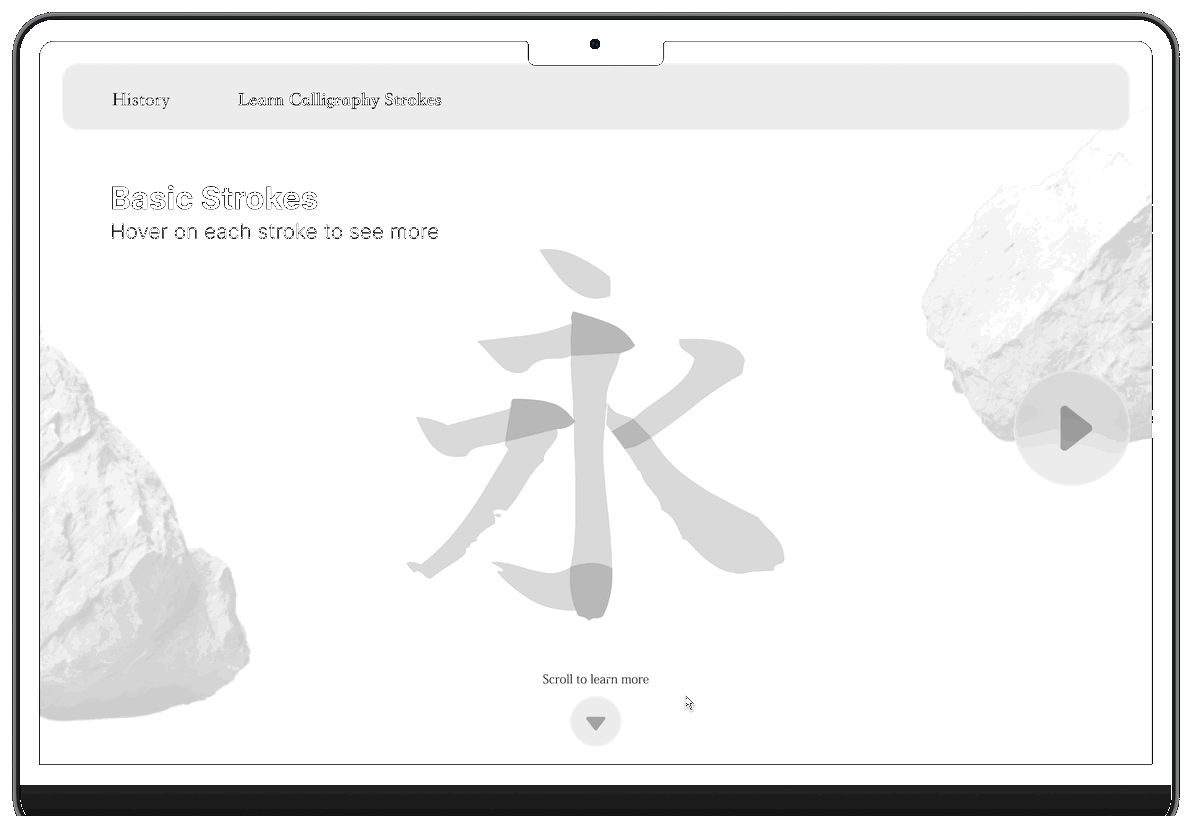 History
Learn Calligraphy Strokes
Basic Strokes
Hover on each stroke to see more
永
Scroll to learn more